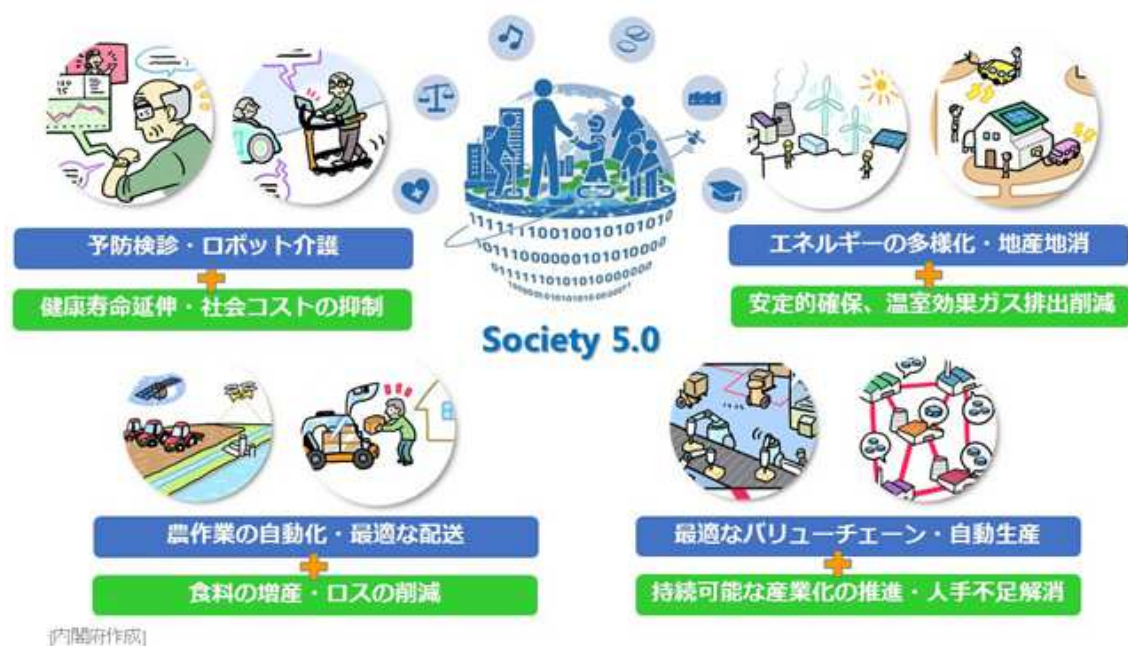 予防検診・ロボット介護
健康寿命延伸・社会コストの抑制
エネルギーの多様化・地産地消
安定的確保、温室効果ガス排出削減
1111111001001010101010
1011100000101010000
Society 5.0
農作業の自動化・最適な配送
食料の増産・ロスの削減
最適なバリューチェーン・自動生産
持続可能な産業化の推進・人手不足解消
[内閣府作成]